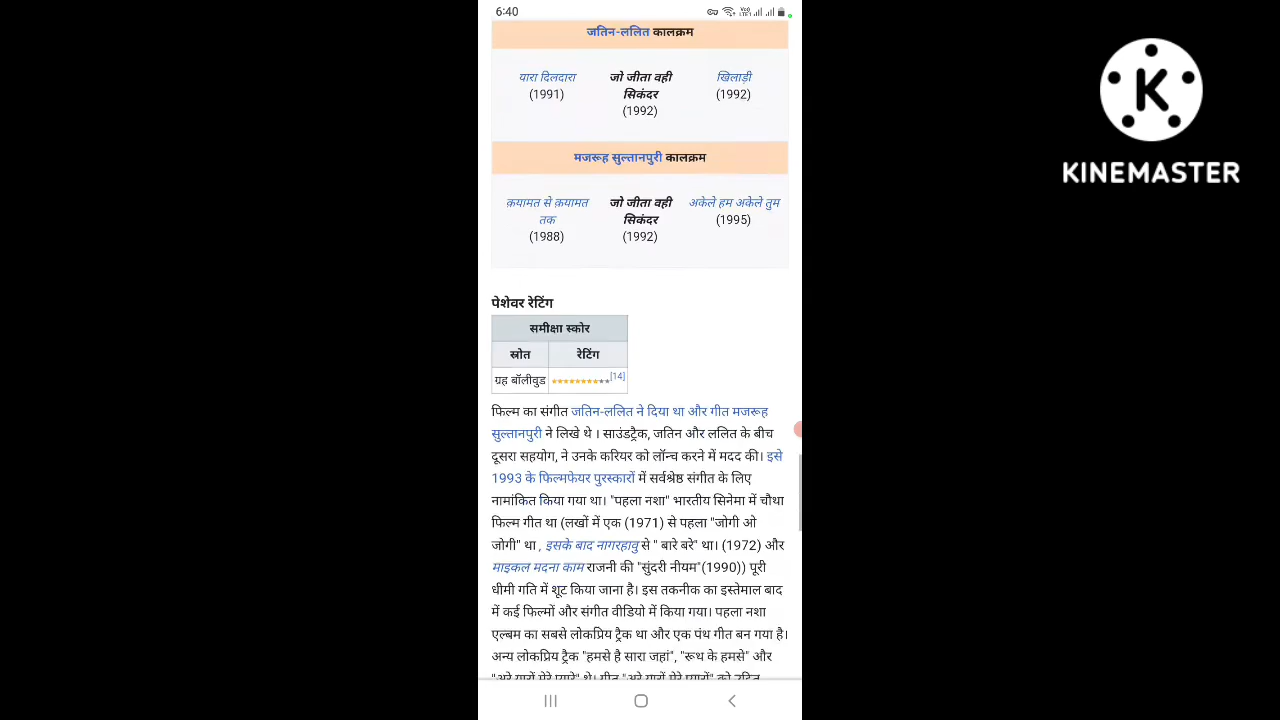 6:40
जतिन-ललित कालक्रम
यारा दिलदारा
(1991)
जो जीता वही
सिकंदर
(1992)
खिलाड़ी
(1992)
मजरूह सुल्तानपुरी कालक्रम
क़यामत से क़यामत
तक
(1988)
जो जीता वही
सिकंदर
(1992)
अकेले हम अकेले तुम
(1995)
पेशेवर रेटिंग
समीक्षा स्कोर
स्रोत रेटिंग
ग्रह बॉलीवुड ★★★★★★★★★★[14]
फिल्म का संगीत जतिन-ललित ने दिया था और गीत मजरूह
सुल्तानपुरी ने लिखे थे । साउंडट्रैक, जतिन और ललित के बीच
दूसरा सहयोग, ने उनके करियर को लॉन्च करने में मदद की। इसे
1993 के फिल्मफेयर पुरस्कारों में सर्वश्रेष्ठ संगीत के लिए
नामांकित किया गया था। "पहला नशा" भारतीय सिनेमा में चौथा
फिल्म गीत था (लखों में एक (1971) से पहला "जोगी ओ
जोगी" था , इसके बाद नागरहावु से " बारे बरे" था। (1972) और
माइकल मदना काम राजनी की "सुंदरी नीयम"(1990)) पूरी
धीमी गति में शूट किया जाना है। इस तकनीक का इस्तेमाल बाद
में कई फिल्मों और संगीत वीडियो में किया गया। पहला नशा
एल्बम का सबसे लोकप्रिय ट्रैक था और एक पंथ गीत बन गया है।
अन्य लोकप्रिय ट्रैक "हमसे है सारा जहां", "रूथ के हमसे" और
"अरे यारों मेरे प्यारे" थे। गीत "अरे यारों मेरे प्यारों" को उदित
K
KINEMASTER